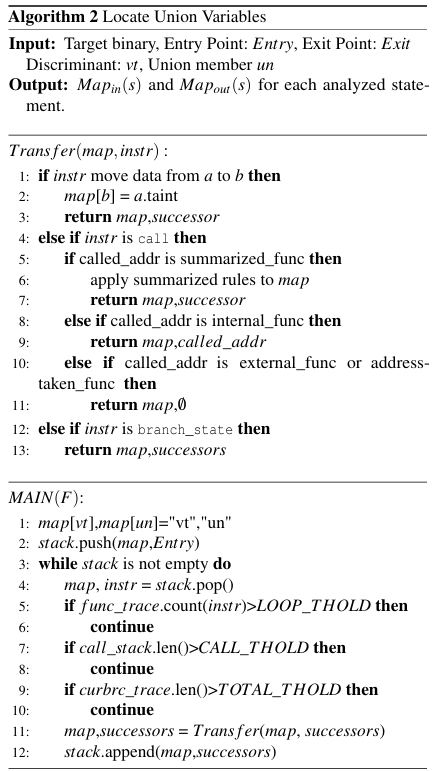 Algorithm 2 Locate Union Variables
Input: Target binary, Entry Point: Entry, Exit Point: Exit
Discriminant: vt, Union member un
Output: Map_in(s) and Map_out(s) for each analyzed state-
ment.
Transfer(map,instr) :
1: if instr move data from a to b then
2: map[b] = a.taint
3: return map,successor
4: else if instr is call then
5: if called_addr is summarized_func then
6: apply summarized rules to map
7: return map,successor
8: else if called_addr is internal_func then
9: return map,called_addr
10: else if called_addr is external_func or address-
taken_func then
11: return map,∅
12: else if instr is branch_state then
13: return map,successors
MAIN(F):
1: map[vt],map[un]="vt","un"
2: stack.push(map,Entry)
3: while stack is not empty do
4: map, instr = stack.pop()
5: if func_trace.count(instr)>LOOP_THOLD then
6: continue
7: if call_stack.len()>CALL_THOLD then
8: continue
9: if curbrc_trace.len()>TOTAL_THOLD then
10: continue
11: map,successors = Transfer(map, successors)
12: stack.append(map,successors)